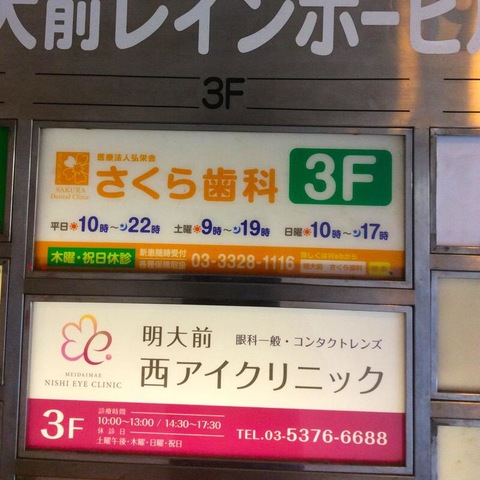 大前レインボービル
3F
医療法人弘栄会
SAKURA
Dental Clinic
さくら歯科
3F
平日 10時〜22時 土曜 9時〜19時 日曜 10時〜17時
木曜・祝日休診
新患随時受付
各種保険取扱
03-3328-1116
詳しくはWebから
明大前 さくら歯科 検索
MEIDAIMAE
NISHI EYE CLINIC
明大前 眼科一般・コンタクトレンズ
西アイクリニック
3F
診療時間
10:00〜13:00 / 14:30〜17:30
休診日
土曜午後・木曜・日曜・祝日
TEL.03-5376-6688